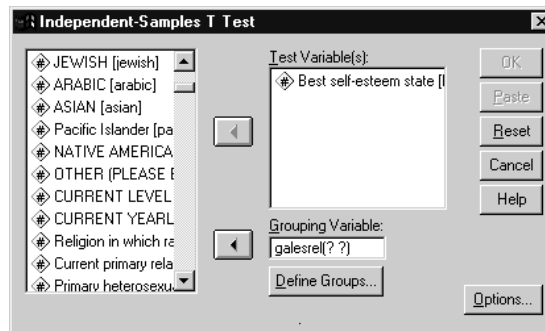 Independent-Samples T Test
JEWISH [jewish]
ARABIC [arabic]
ASIAN [asian]
Pacific Islander [pa
NATIVE AMERICA
OTHER (PLEASE
CURRENT LEVEL
CURRENT YEARL
Religion in which ra
Current primary rela
Primary heterosexu
Test Variable(s):
Best self-esteem state [
Grouping Variable:
galesrel(? ?)
Define Groups...
OK
Paste
Reset
Cancel
Help
Options...